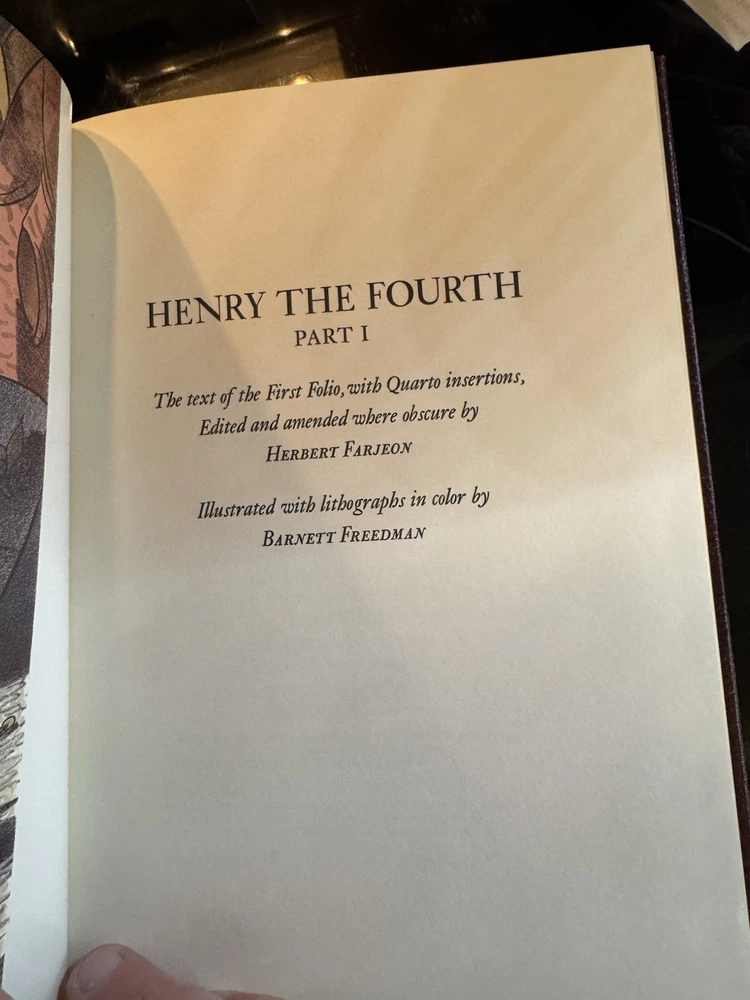 HENRY THE FOURTH
PART I
The text of the First Folio, with Quarto insertions,
Edited and amended where obscure by
HERBERT FARJEON
Illustrated with lithographs in color by
BARNETT FREEDMAN